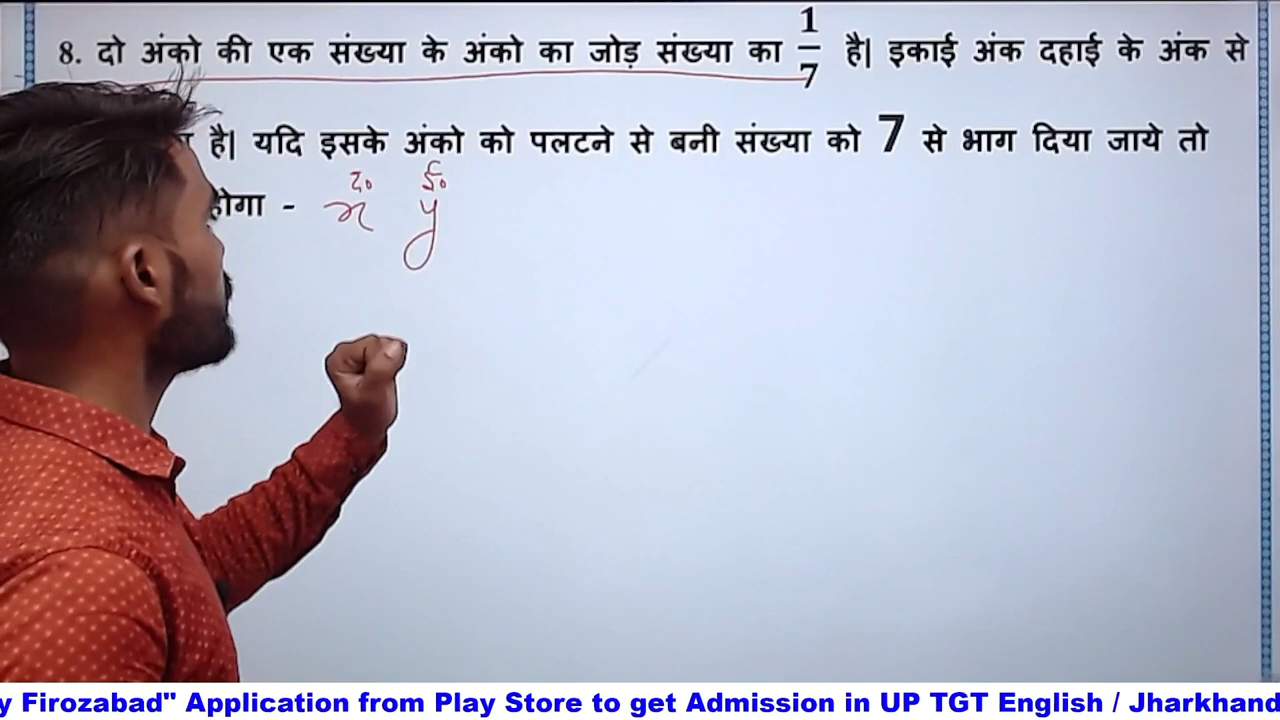 8. दो अंको की एक संख्या के अंको का जोड़ संख्या का 1/7 है| इकाई अंक दहाई के अंक से
है| यदि इसके अंको को पलटने से बनी संख्या को 7 से भाग दिया जाये तो
होगा -
द० इ०
x y
y Firozabad" Application from Play Store to get Admission in UP TGT English / Jharkhand